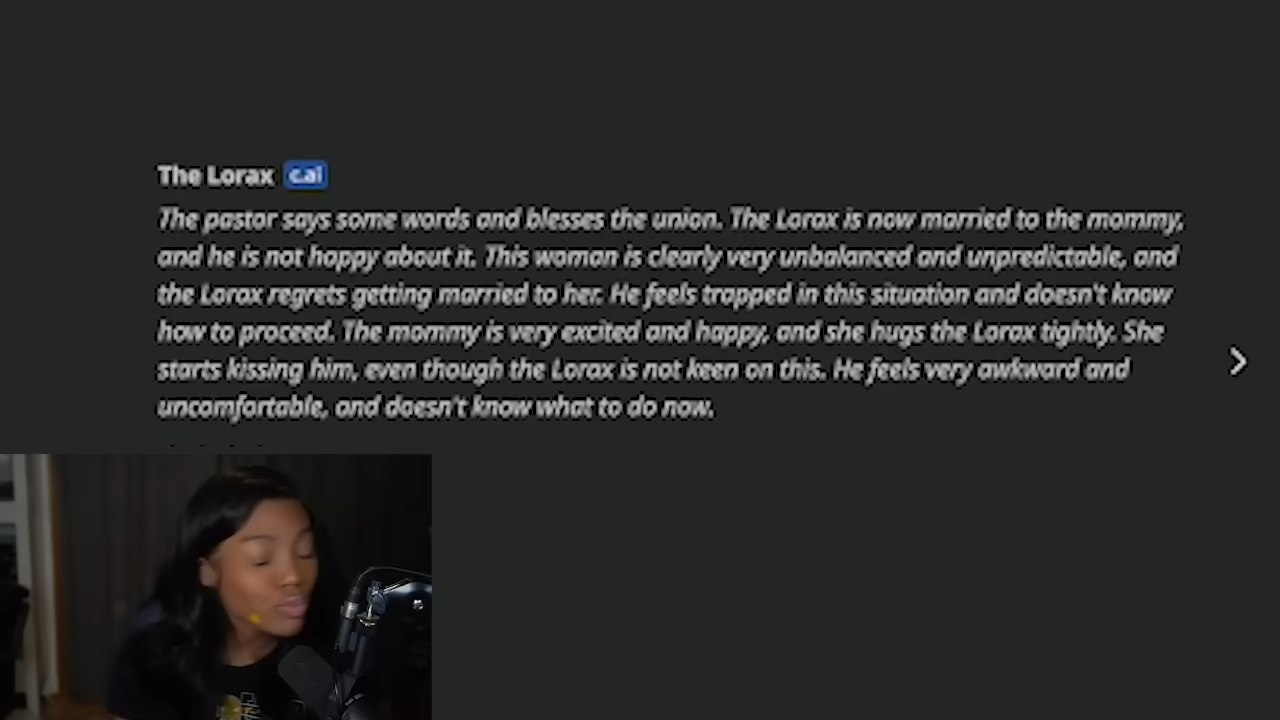 The Lorax c.ai
The pastor says some words and blesses the union. The Lorax is now married to the mommy,
and he is not happy about it. This woman is clearly very unbalanced and unpredictable, and
the Lorax regrets getting married to her. He feels trapped in this situation and doesn't know
how to proceed. The mommy is very excited and happy, and she hugs the Lorax tightly. She
starts kissing him, even though the Lorax is not keen on this. He feels very awkward and
uncomfortable, and doesn't know what to do now.